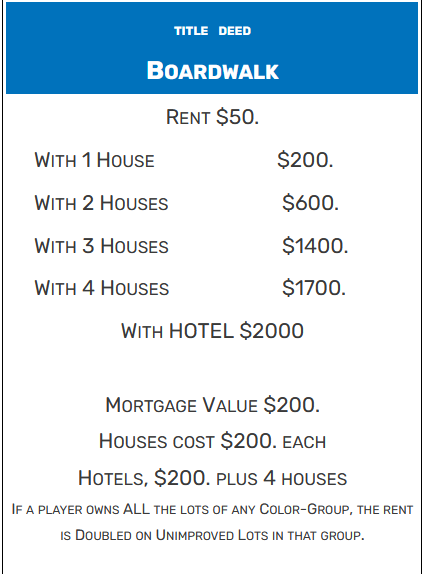 TITLE DEED
BOARDWALK
RENT $50.
WITH 1 HOUSE $200.
WITH 2 HOUSES $600.
WITH 3 HOUSES $1400.
WITH 4 HOUSES $1700.
WITH HOTEL $2000
MORTGAGE VALUE $200.
HOUSES COST $200. EACH
HOTELS, $200. PLUS 4 HOUSES
IF A PLAYER OWNS ALL THE LOTS OF ANY COLOR-GROUP, THE RENT
IS DOUBLED ON UNIMPROVED LOTS IN THAT GROUP.